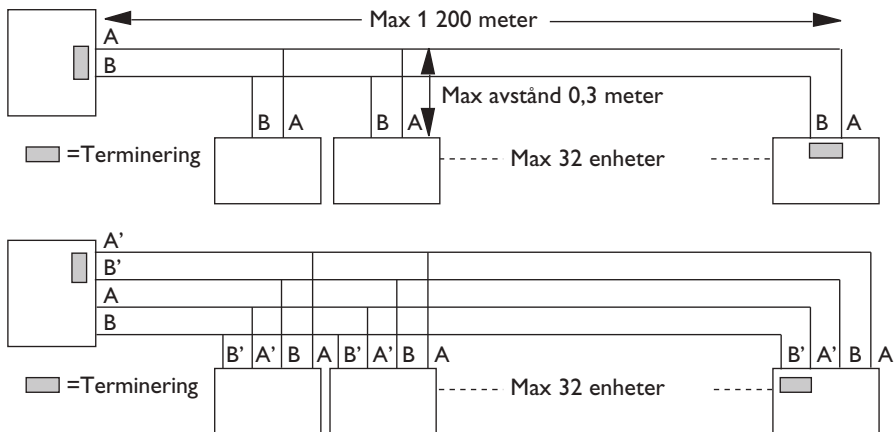 Max 1 200 meter
A
B
Max avstånd 0,3 meter
B A B A B A
=Terminering
Max 32 enheter
A’
B’
A
B
B’ A’ B A B’ A’ B A B’ A’ B A
=Terminering
Max 32 enheter